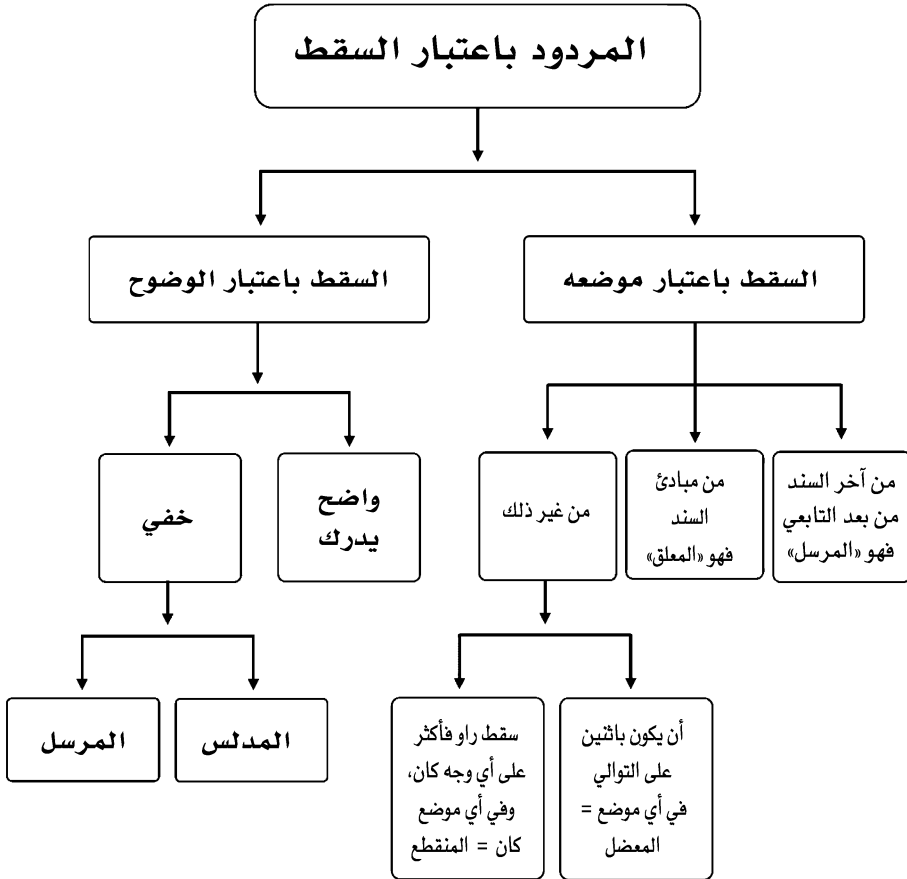 المردود باعتبار السقط
السقط باعتبار موضعه
السقط باعتبار الوضوح
من آخر السند
من بعد التابعي
فهو «المرسل»
من مبادئ
السند
فهو «المعلق»
من غير ذلك
واضح
يدرك
خفي
أن يكون باثنين
على التوالي
في أي موضع =
المعضل
سقط راو فأكثر
على أي وجه كان،
وفي أي موضع
كان = المنقطع
المدلس
المرسل